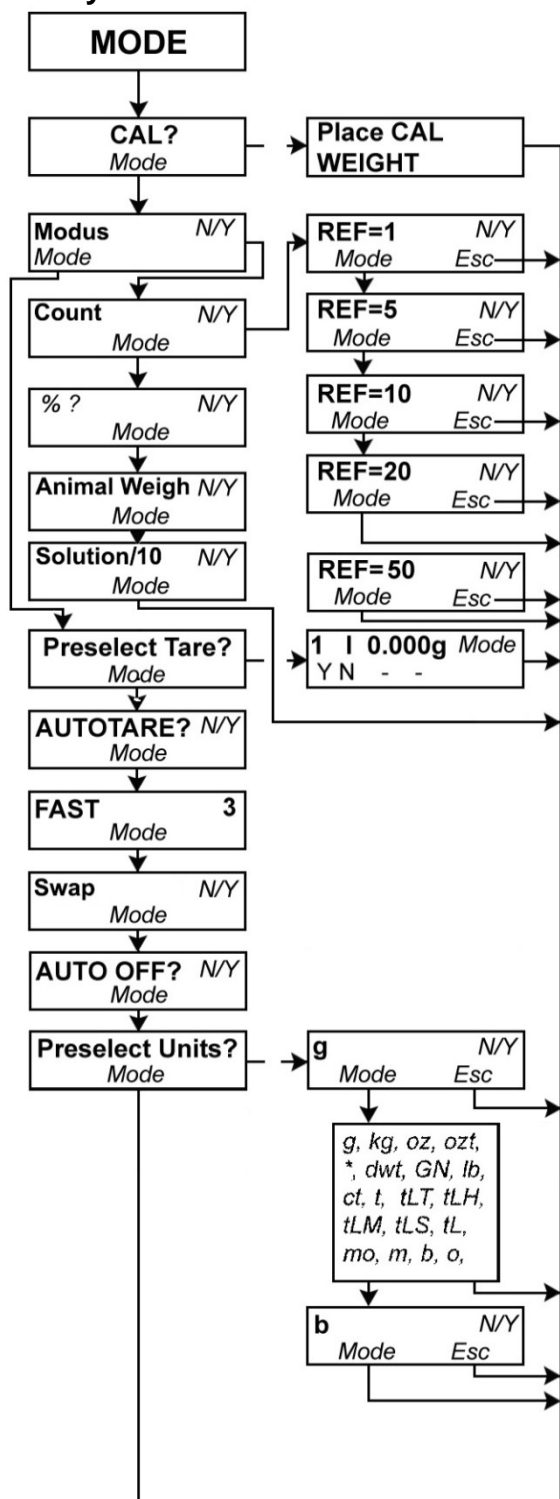 MODE
CAL?
Mode
Place CAL
WEIGHT
Modus N/Y
Mode
Count N/Y
Mode
% ? N/Y
Mode
Animal Weigh N/Y
Mode
Solution/10 N/Y
Mode
REF=1 N/Y
Mode Esc
REF=5 N/Y
Mode Esc
REF=10 N/Y
Mode Esc
REF=20 N/Y
Mode Esc
REF=50 N/Y
Mode Esc
Preselect Tare?
Mode
1 I 0.000g Mode
Y N - -
AUTOTARE? N/Y
Mode
FAST 3
Mode
Swap N/Y
Mode
AUTO OFF? N/Y
Mode
Preselect Units?
Mode
g N/Y
Mode Esc
g, kg, oz, ozt,
*, dwt, GN, lb,
ct, t, tLT, tLH,
tLM, tLS, tL,
mo, m, b, o,
b N/Y
Mode Esc